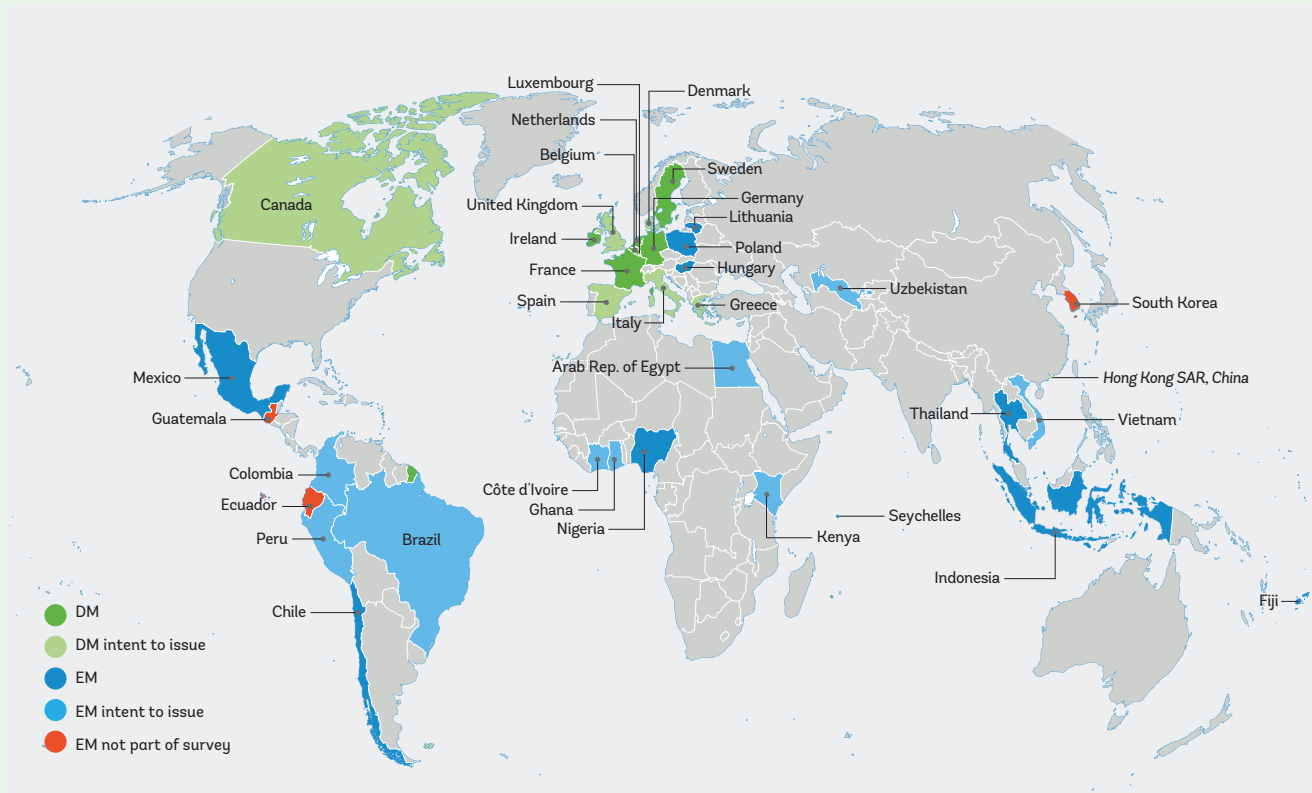 Luxembourg
Denmark
Netherlands
Belgium
Sweden
Germany
United Kingdom
Canada
Lithuania
Ireland
Poland
France
Hungary
Uzbekistan
Spain
Greece
South Korea
Italy
Arab Rep. of Egypt
Mexico
Hong Kong SAR, China
Guatemala
Thailand
Vietnam
Colombia
Côte d'Ivoire
Ecuador
Ghana
Seychelles
Nigeria
Kenya
Peru
Brazil
Indonesia
Fiji
Chile
DM
DM intent to issue
EM
EM intent to issue
EM not part of survey